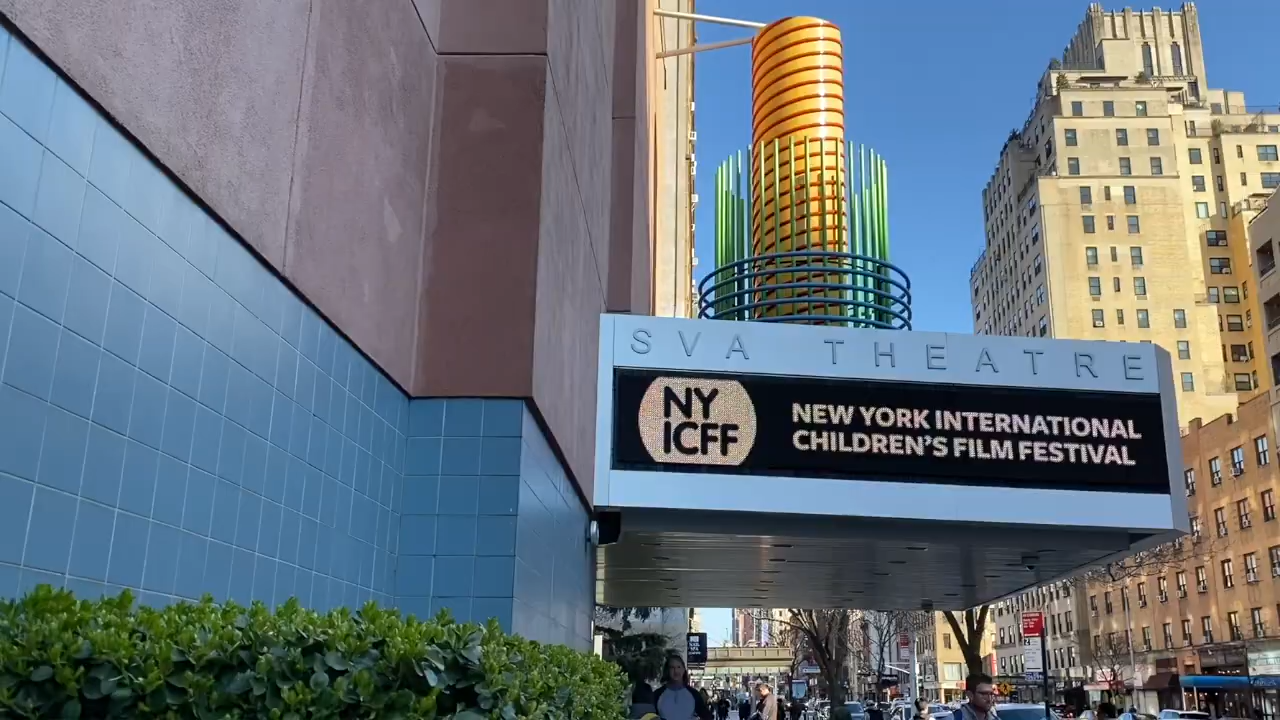 SVA THEATRE
NY
ICFF
NEW YORK INTERNATIONAL
CHILDREN'S FILM FESTIVAL